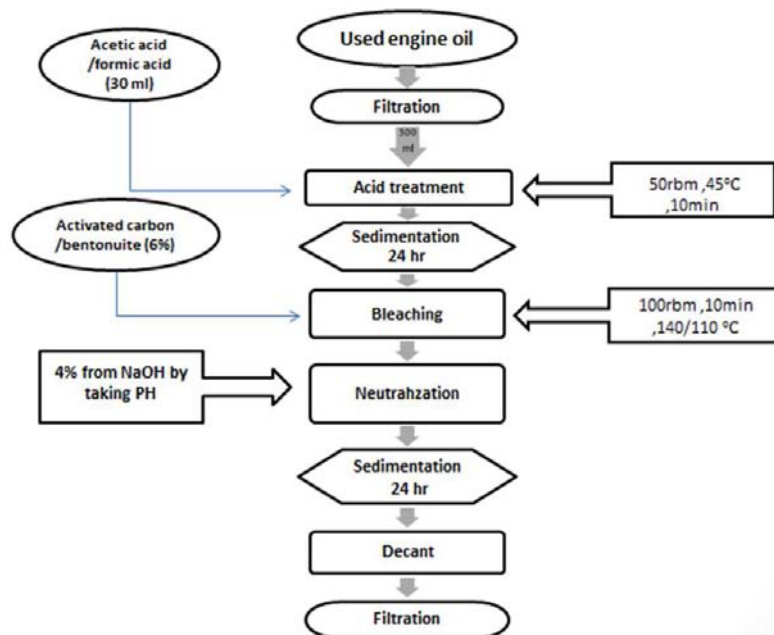 Acetic acid
/formic acid
(30 ml)
Used engine oil
Filtration
300
ml
Acid treatment
50rbm ,45°C
,10min
Activated carbon
/bentonuite (6%)
Sedimentation
24 hr
Bleaching
100rbm ,10min
,140/110 °C
4% from NaOH by
taking PH
Neutrahzation
Sedimentation
24 hr
Decant
Filtration